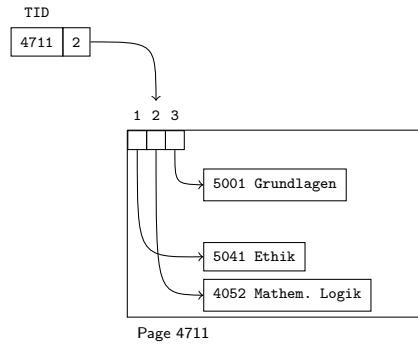 TID
4711 2
1 2 3
5001 Grundlagen
5041 Ethik
4052 Mathem. Logik
Page 4711